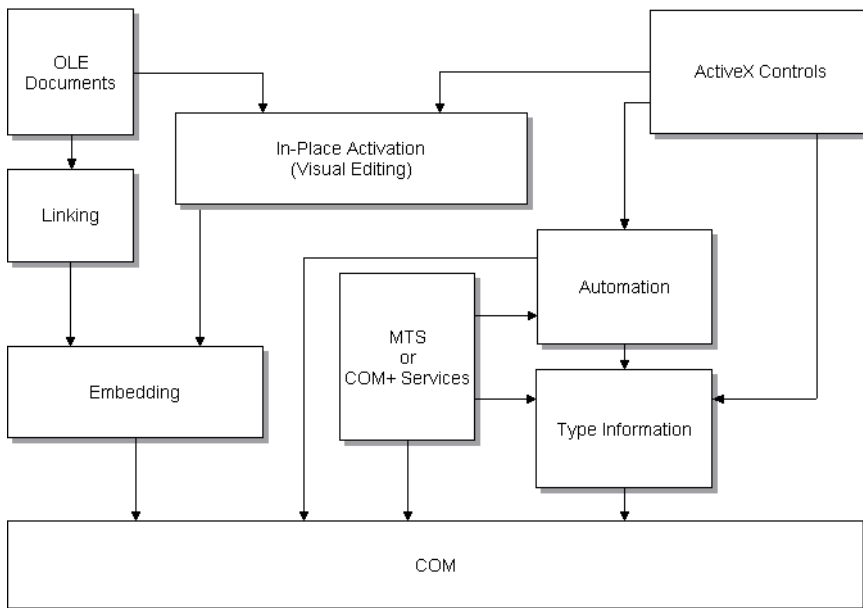 OLE
Documents
ActiveX Controls
In-Place Activation
(Visual Editing)
Linking
Automation
MTS
or
COM+ Services
Embedding
Type Information
COM